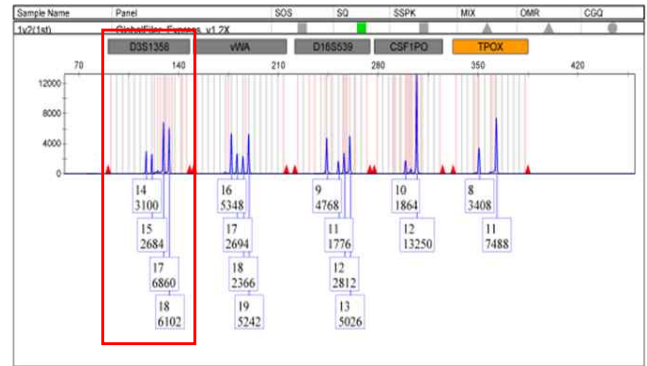 Sample Name Panel SOS SQ SSPK MIX OMR CGQ
1v2(1st) GlobalFiler_Express_v1.2X
D3S1358 vWA D16S539 CSF1PO TPOX
70 140 210 280 350 420
12000
8000
4000
0
14 16 9 10 8
3100 5348 4768 1864 3408
15 17 11 12 11
2684 2694 1776 13250 7488
17 18 12
6860 2366 2812
18 19 13
6102 5242 5026